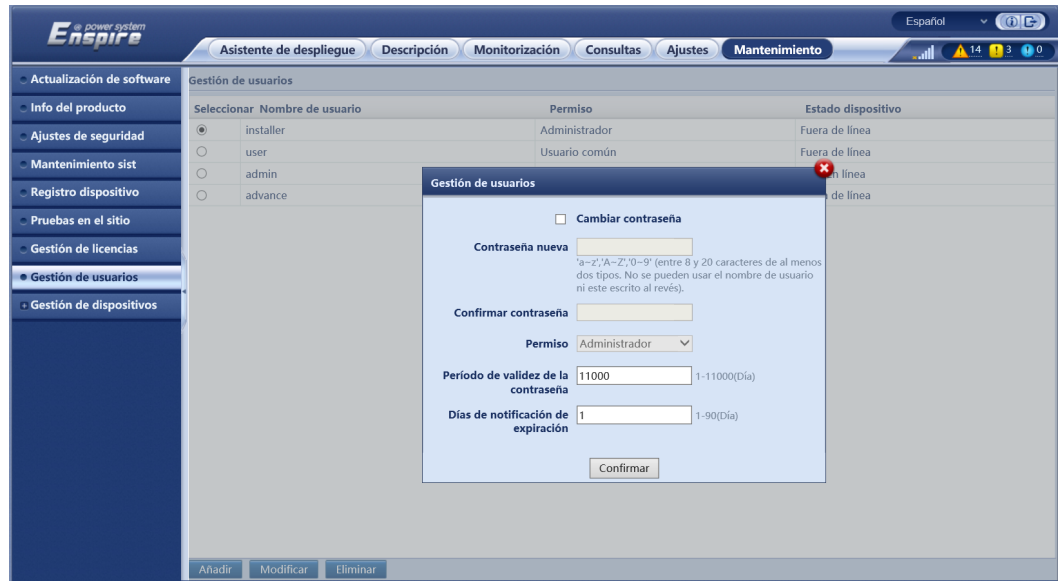 e power system
Enspire
Español
Asistente de despliegue Descripción Monitorización Consultas Ajustes Mantenimiento
14 3 0
Actualización de software
Info del producto
Ajustes de seguridad
Mantenimiento sist
Registro dispositivo
Pruebas en el sitio
Gestión de licencias
Gestión de usuarios
Gestión de dispositivos
Gestión de usuarios
Seleccionar Nombre de usuario Permiso Estado dispositivo
installer Administrador Fuera de línea
user Usuario común Fuera de línea
admin n línea
advance de línea
Gestión de usuarios
Cambiar contraseña
Contraseña nueva
'a~z','A~Z','0~9' (entre 8 y 20 caracteres de al menos
dos tipos. No se pueden usar el nombre de usuario
ni este escrito al revés).
Confirmar contraseña
Permiso Administrador
Período de validez de la
contraseña
11000 1-11000(Día)
Días de notificación de
expiración
1 1-90(Día)
Confirmar
Añadir Modificar Eliminar